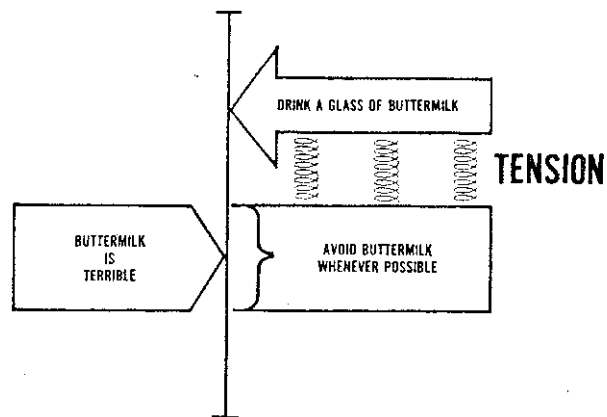 DRINK A GLASS OF BUTTERMILK
TENSION
BUTTERMILK
IS
TERRIBLE
AVOID BUTTERMILK
WHENEVER POSSIBLE